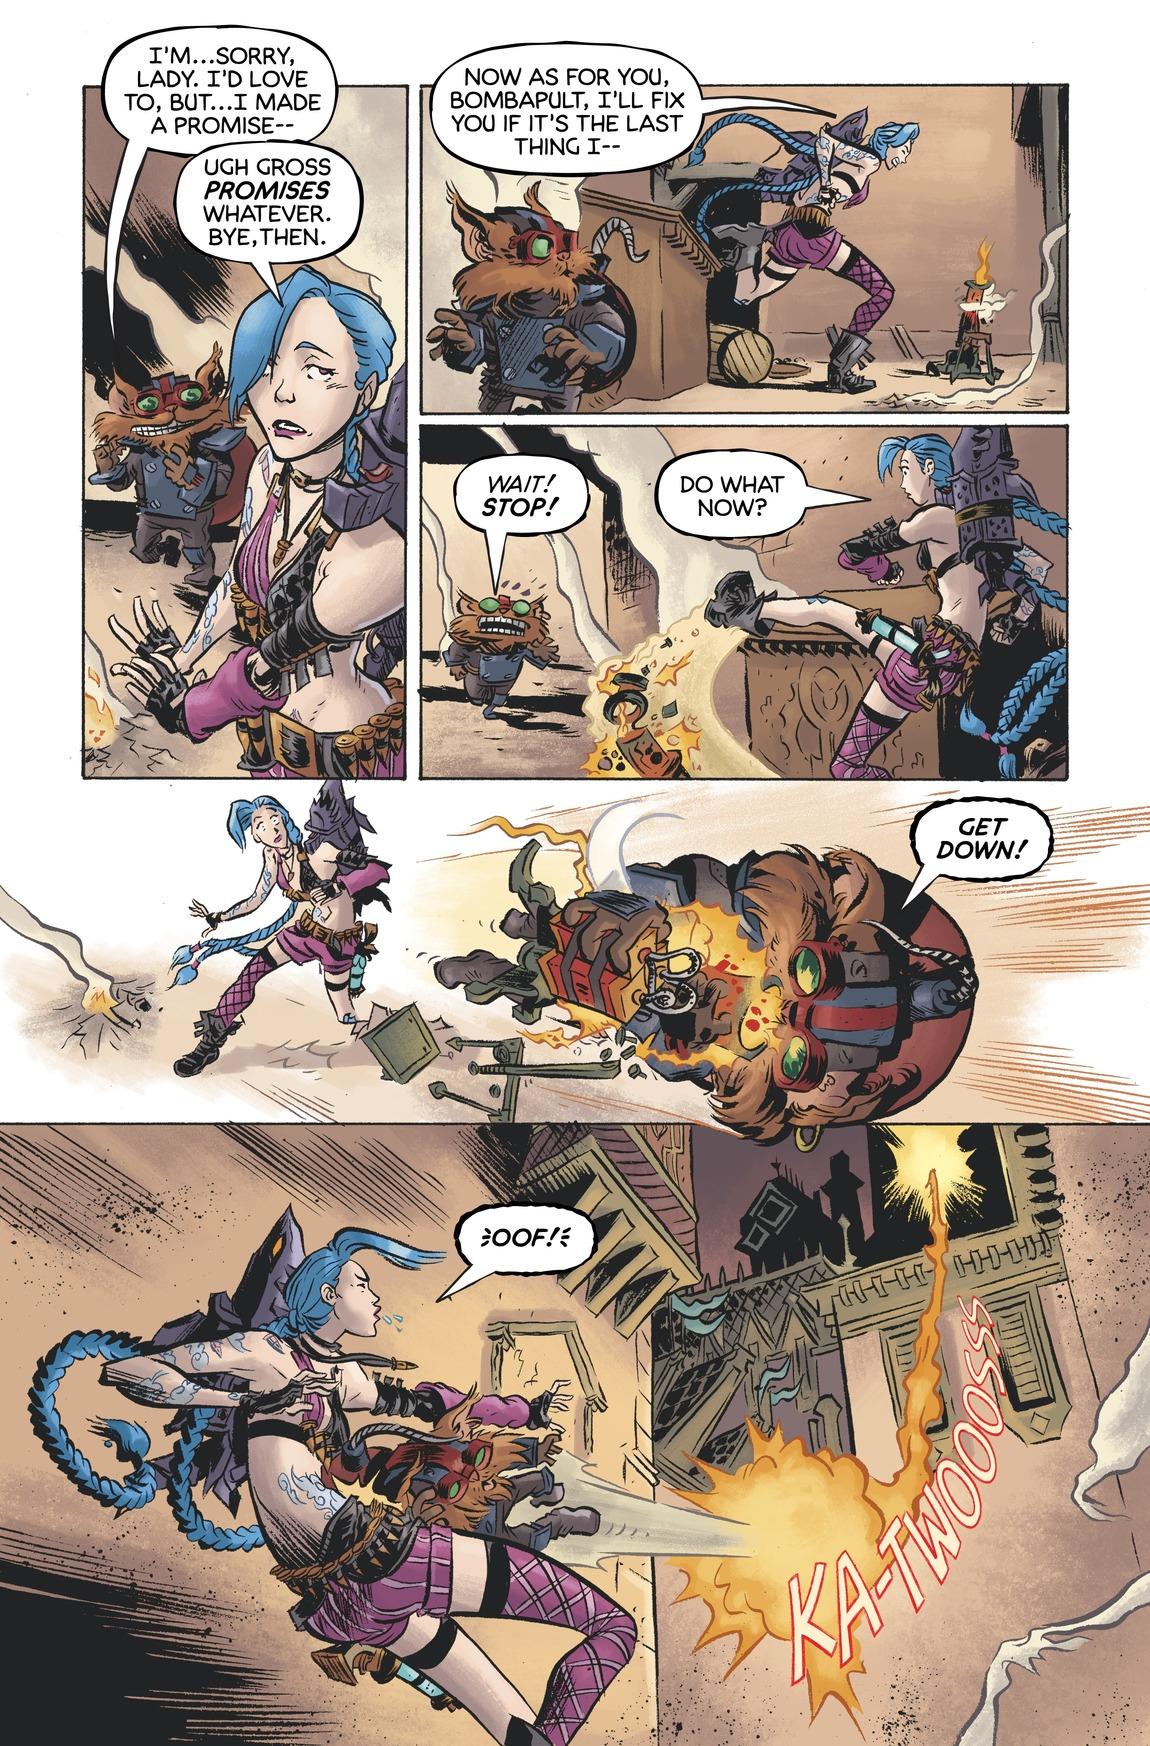 I'M...SORRY,
LADY. I'D LOVE
TO, BUT...I MADE
A PROMISE--
UGH GROSS
PROMISES
WHATEVER.
BYE, THEN.
NOW AS FOR YOU,
BOMBAPULT, I'LL FIX
YOU IF IT'S THE LAST
THING I--
WAIT!
STOP!
DO WHAT
NOW?
GET
DOWN!
OOF!
KA-TWOOOSSS